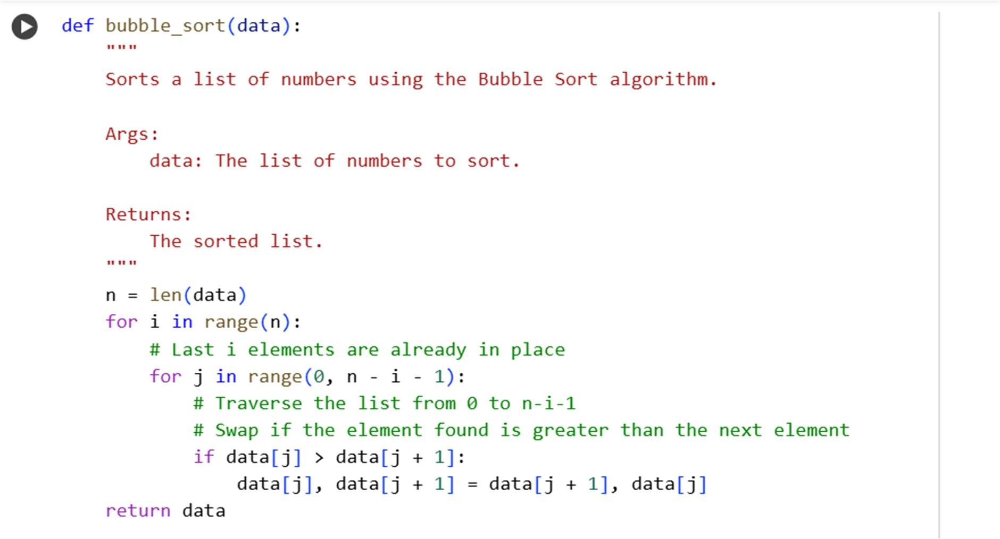 def bubble_sort(data):
    """
    Sorts a list of numbers using the Bubble Sort algorithm.

    Args:
        data: The list of numbers to sort.

    Returns:
        The sorted list.
    """
    n = len(data)
    for i in range(n):
        # Last i elements are already in place
        for j in range(0, n - i - 1):
            # Traverse the list from 0 to n-i-1
            # Swap if the element found is greater than the next element
            if data[j] > data[j + 1]:
                data[j], data[j + 1] = data[j + 1], data[j]
    return data